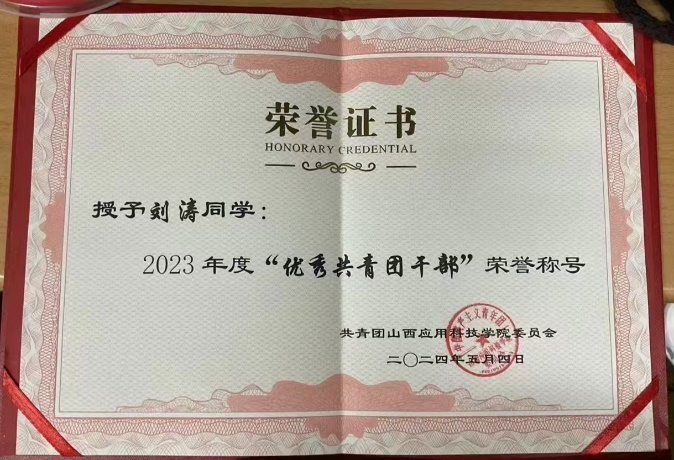 荣誉证书
HONORARY CREDENTIAL
授予刘涛同学：
2023年度“优秀共青团干部”荣誉称号
共青团山西应用科技学院委员会
二〇二四年五月四日